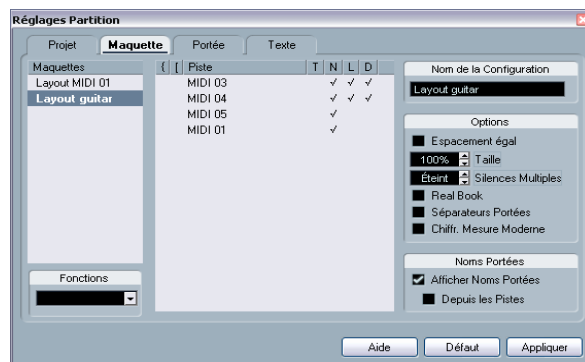 Réglages Partition
Projet Maquette Portée Texte
Maquettes
Layout MIDI 01
Layout guitar
Fonctions
{ [ Piste T N L D
MIDI 03 √ √ √
MIDI 04 √ √ √
MIDI 05 √
MIDI 01 √
Nom de la Configuration
Layout guitar
Options
Espacement égal
100% Taille
Éteint Silences Multiples
Real Book
Séparateurs Portées
Chiffr. Mesure Moderne
Noms Portées
Afficher Noms Portées
Depuis les Pistes
Aide Défaut Appliquer